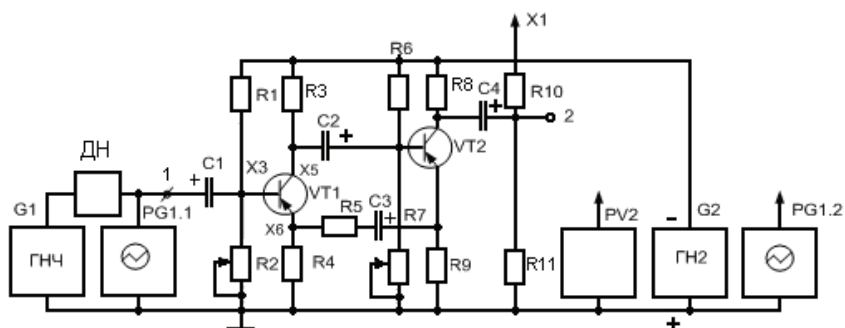 X1
R6
R1
R3
R8
C4
+
R10
C2
+
2
VT2
ДН
1
+
C1
X3
X5
VT1
C3
+
G1
PG1.1
X6
R5
R7
PV2
-
G2
PG1.2
ГНЧ
R2
R4
R9
R11
ГН2
+